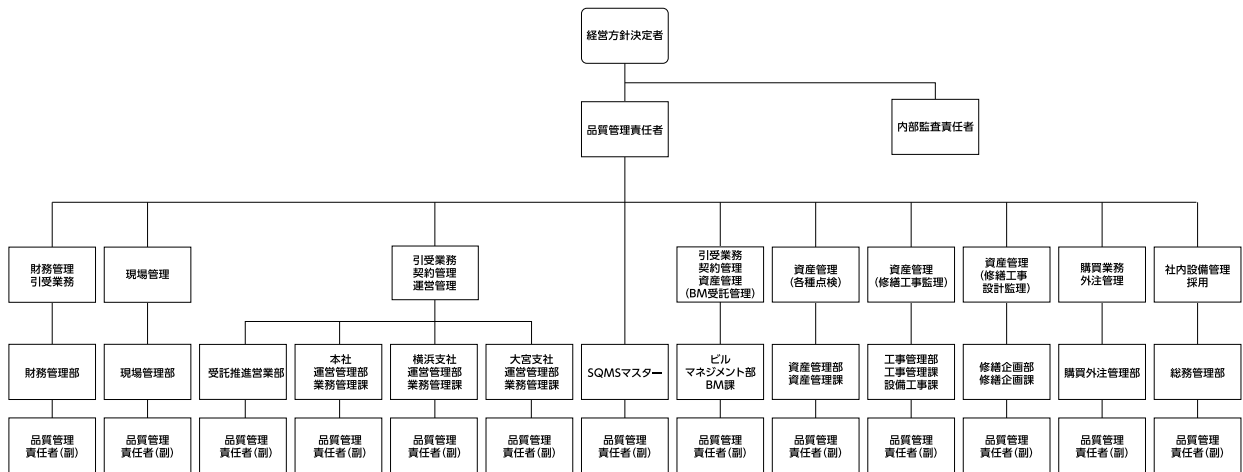 経営方針決定者
品質管理責任者
内部監査責任者
財務管理
引受業務
現場管理
引受業務
契約管理
運営管理
引受業務
契約管理
資産管理
(BM受託管理)
資産管理
(各種点検)
資産管理
(修繕工事監理)
資産管理
(修繕工事
設計監理)
購買業務
外注管理
社内設備管理
採用
財務管理部
現場管理部
受託推進営業部
本社
運営管理部
業務管理課
横浜支社
運営管理部
業務管理課
大宮支社
運営管理部
業務管理課
SQMSマスター
ビル
マネジメント部
BM課
資産管理部
資産管理課
工事管理部
工事管理課
設備工事課
修繕企画部
修繕企画課
購買外注管理部
総務管理部
品質管理
責任者(副)
品質管理
責任者(副)
品質管理
責任者(副)
品質管理
責任者(副)
品質管理
責任者(副)
品質管理
責任者(副)
品質管理
責任者(副)
品質管理
責任者(副)
品質管理
責任者(副)
品質管理
責任者(副)
品質管理
責任者(副)
品質管理
責任者(副)
品質管理
責任者(副)